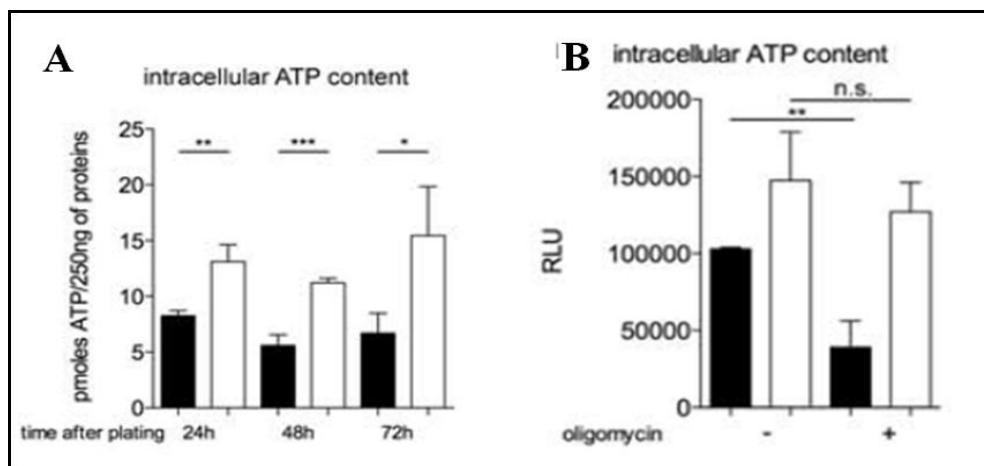 A
intracellular ATP content
pmoles ATP/250ng of proteins
25
20
15
10
5
0
** *** *
time after plating 24h 48h 72h
B
intracellular ATP content
RLU
200000
150000
100000
50000
0
n.s.
**
oligomycin - +